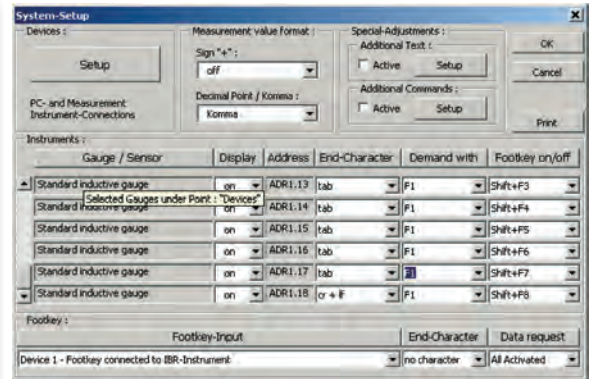 System-Setup
Devices :
Setup
PC- and Measurement
Instrument-Connections
Measurement value format :
Sign "+" :
off
Decimal Point / Komma :
Komma
Special-Adjustments :
Additional Text :
Active Setup
Additional Commands :
Active Setup
OK
Cancel
Print
Instruments :
Gauge / Sensor Display Address End-Character Demand with Footkey on/off
Standard inductive gauge on ADR1.13 tab F1 Shift+F3
Selected Gauges under Point : "Devices"
Standard inductive gauge on ADR1.14 tab F1 Shift+F4
Standard inductive gauge on ADR1.15 tab F1 Shift+F5
Standard inductive gauge on ADR1.16 tab F1 Shift+F6
Standard inductive gauge on ADR1.17 tab F1 Shift+F7
Standard inductive gauge on ADR1.18 cr + lf F1 Shift+F8
Footkey :
Footkey-Input End-Character Data request
Device 1 - Footkey connected to IBR-Instrument no character All Activated